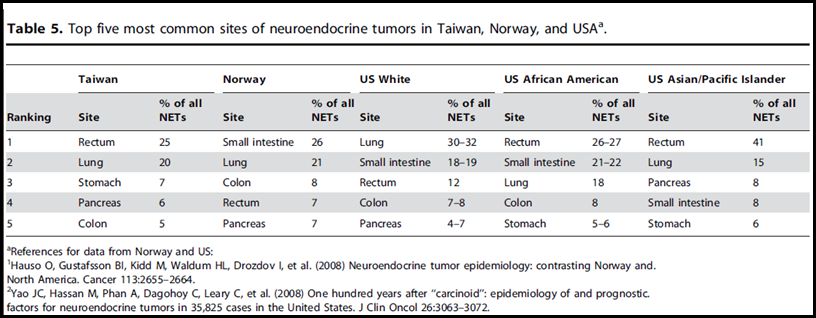 Table 5. Top five most common sites of neuroendocrine tumors in Taiwan, Norway, and USAa.
Taiwan Norway US White US African American US Asian/Pacific Islander
Ranking Site % of all NETs Site % of all NETs Site % of all NETs Site % of all NETs Site % of all NETs
1 Rectum 25 Small intestine 26 Lung 30–32 Rectum 26–27 Rectum 41
2 Lung 20 Lung 21 Small intestine 18–19 Small intestine 21–22 Lung 15
3 Stomach 7 Colon 8 Rectum 12 Lung 18 Pancreas 8
4 Pancreas 6 Rectum 7 Colon 7–8 Colon 8 Small intestine 8
5 Colon 5 Pancreas 7 Pancreas 4–7 Stomach 5–6 Stomach 6
aReferences for data from Norway and US:
1Hauso O, Gustafsson BI, Kidd M, Waldum HL, Drozdov I, et al. (2008) Neuroendocrine tumor epidemiology: contrasting Norway and.
North America. Cancer 113:2655–2664.
2Yao JC, Hassan M, Phan A, Dagohoy C, Leary C, et al. (2008) One hundred years after "carcinoid": epidemiology of and prognostic.
factors for neuroendocrine tumors in 35,825 cases in the United States. J Clin Oncol 26:3063–3072.